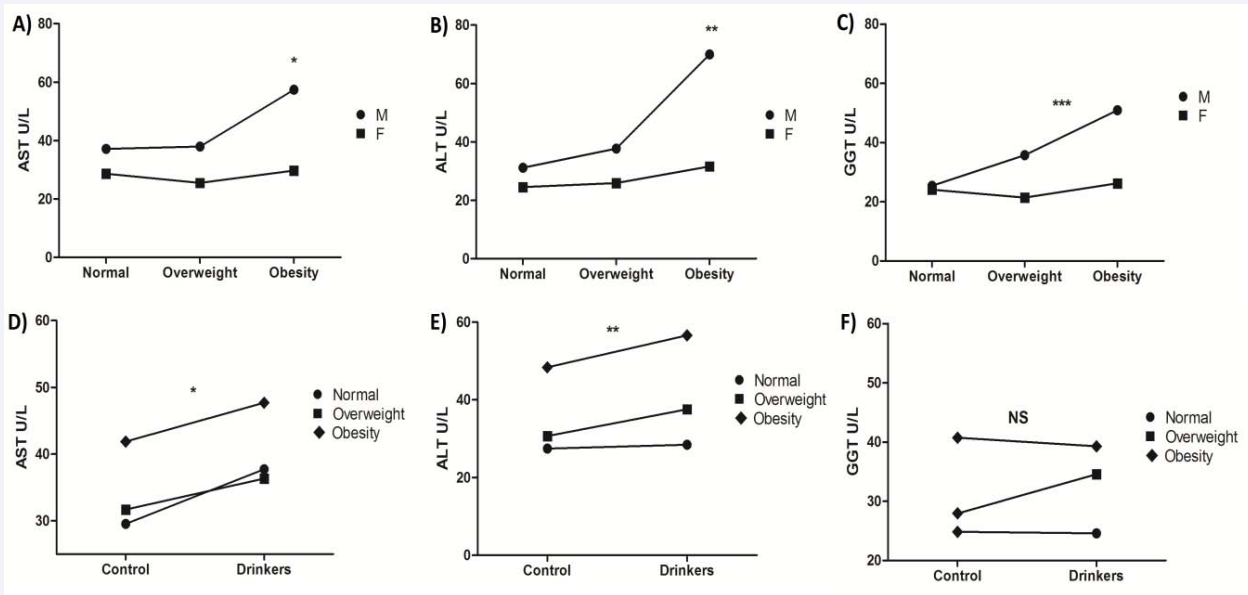 A)
AST U/L
80
60
40
20
0
*
M
F
Normal Overweight Obesity
B)
ALT U/L
80
60
40
20
0
**
M
F
Normal Overweight Obesity
C)
GGT U/L
80
60
40
20
0
***
M
F
Normal Overweight Obesity
D)
AST U/L
60
50
40
30
*
Normal
Overweight
Obesity
Control Drinkers
E)
ALT U/L
60
40
20
0
**
Normal
Overweight
Obesity
Control Drinkers
F)
GGT U/L
60
50
40
30
20
NS
Normal
Overweight
Obesity
Control Drinkers